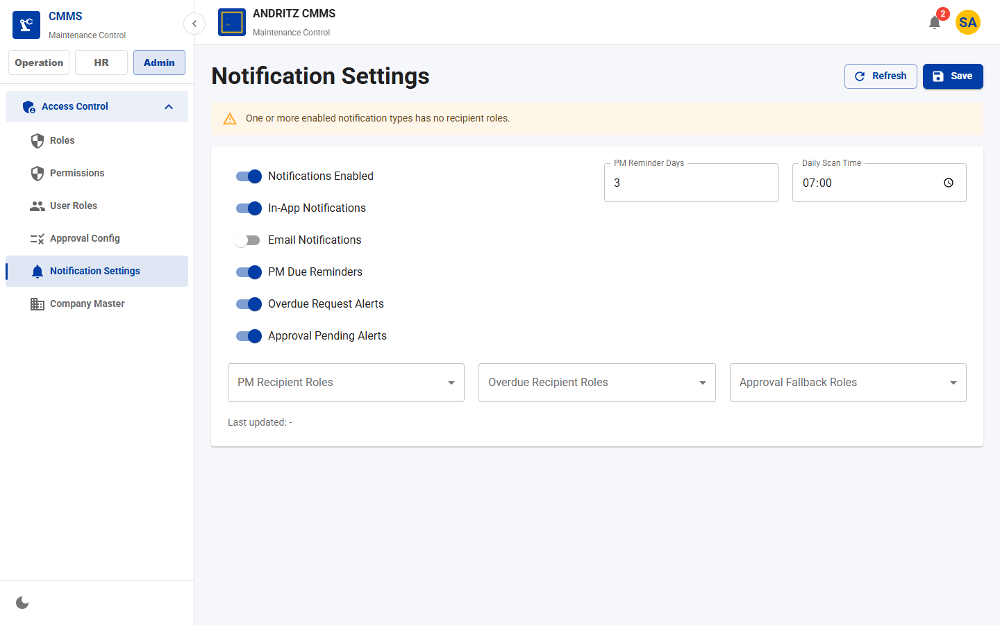 CMMS
Maintenance Control
Operation
HR
Admin
Access Control
Roles
Permissions
User Roles
Approval Config
Notification Settings
Company Master
ANDRITZ CMMS
Maintenance Control
2
SA
Notification Settings
Refresh
Save
One or more enabled notification types has no recipient roles.
Notifications Enabled
In-App Notifications
Email Notifications
PM Due Reminders
Overdue Request Alerts
Approval Pending Alerts
PM Reminder Days
3
Daily Scan Time
07:00
PM Recipient Roles
Overdue Recipient Roles
Approval Fallback Roles
Last updated: -